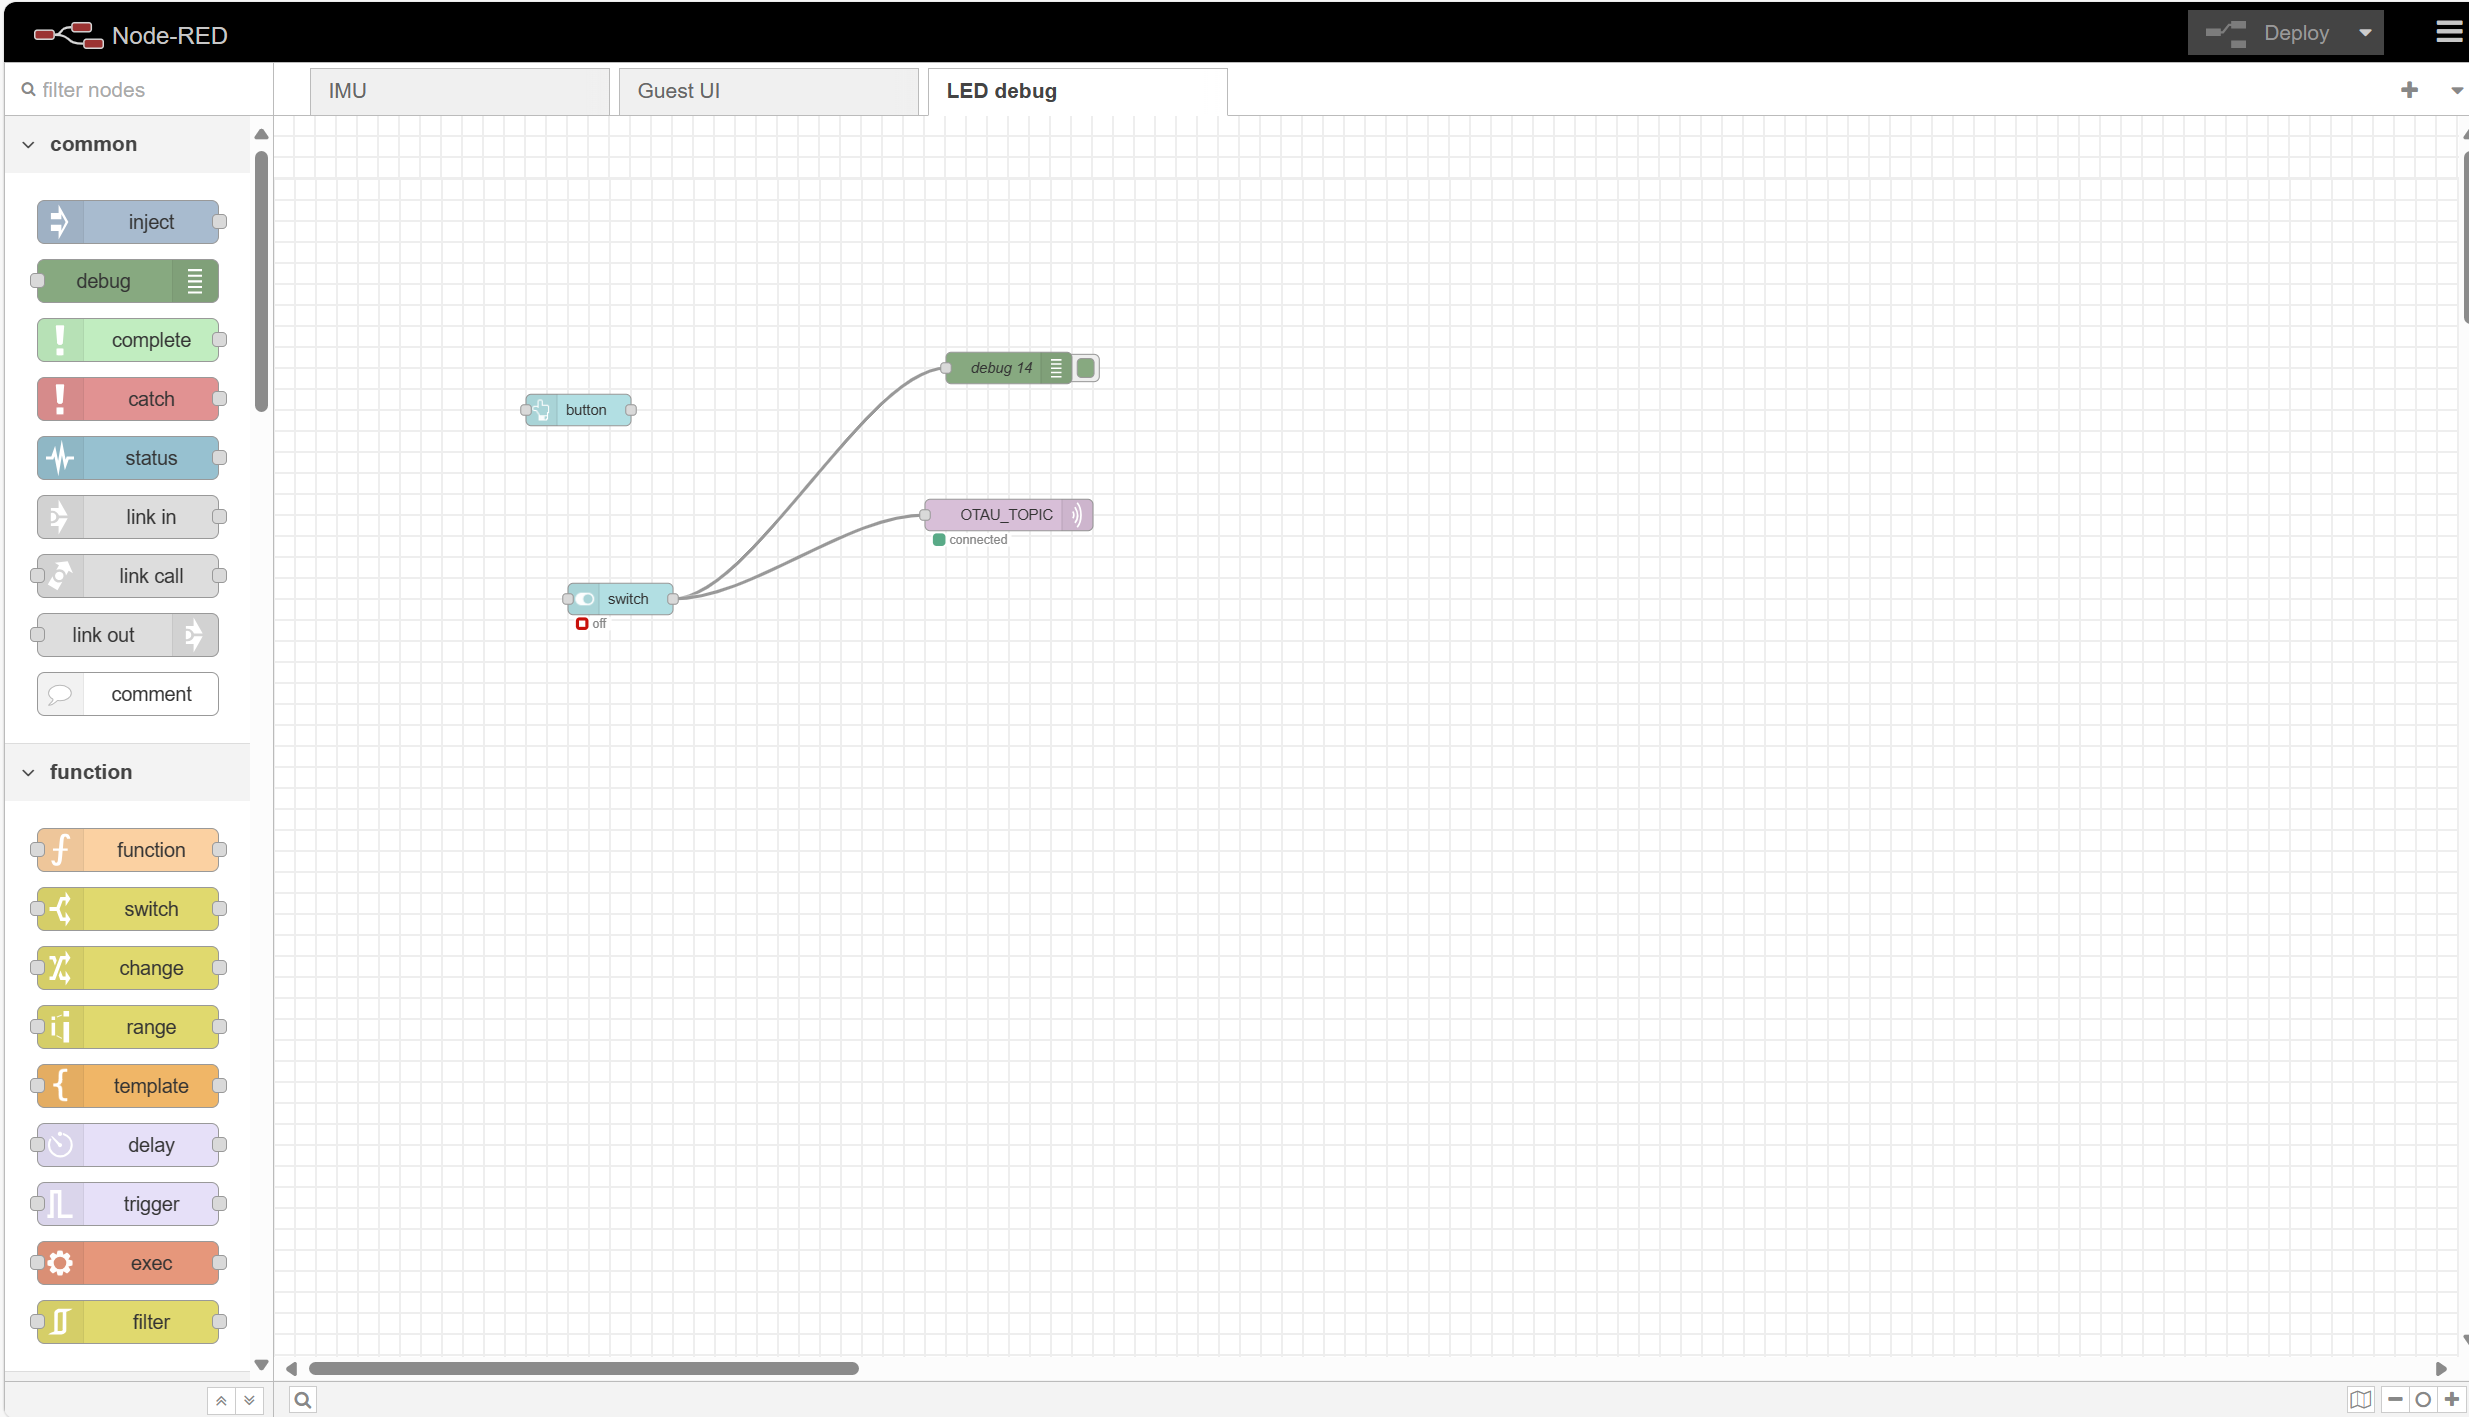 Node-RED
Deploy
filter nodes
IMU
Guest UI
LED debug
common
inject
debug
complete
catch
status
link in
link call
link out
comment
function
function
switch
change
range
template
delay
trigger
exec
filter
debug 14
button
OTAU_TOPIC
connected
switch
off